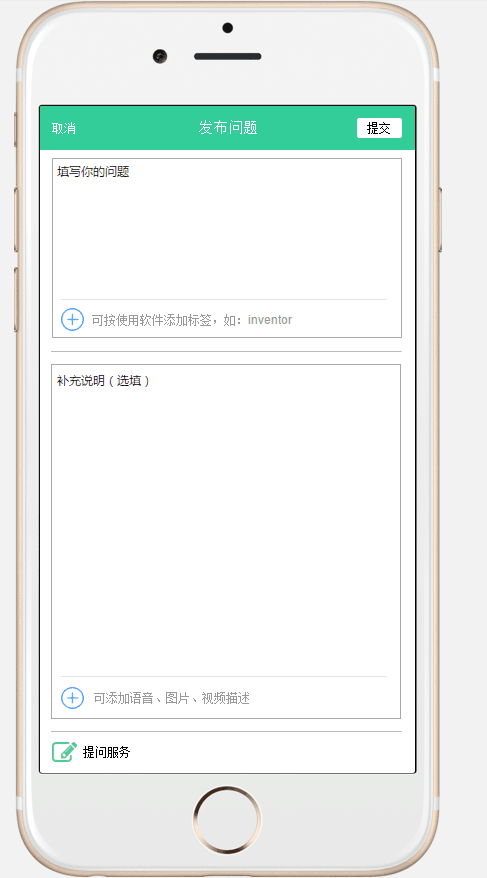 取消 发布问题 提交
填写你的问题
可按使用软件添加标签，如：inventor
补充说明（选填）
可添加语音、图片、视频描述
提问服务